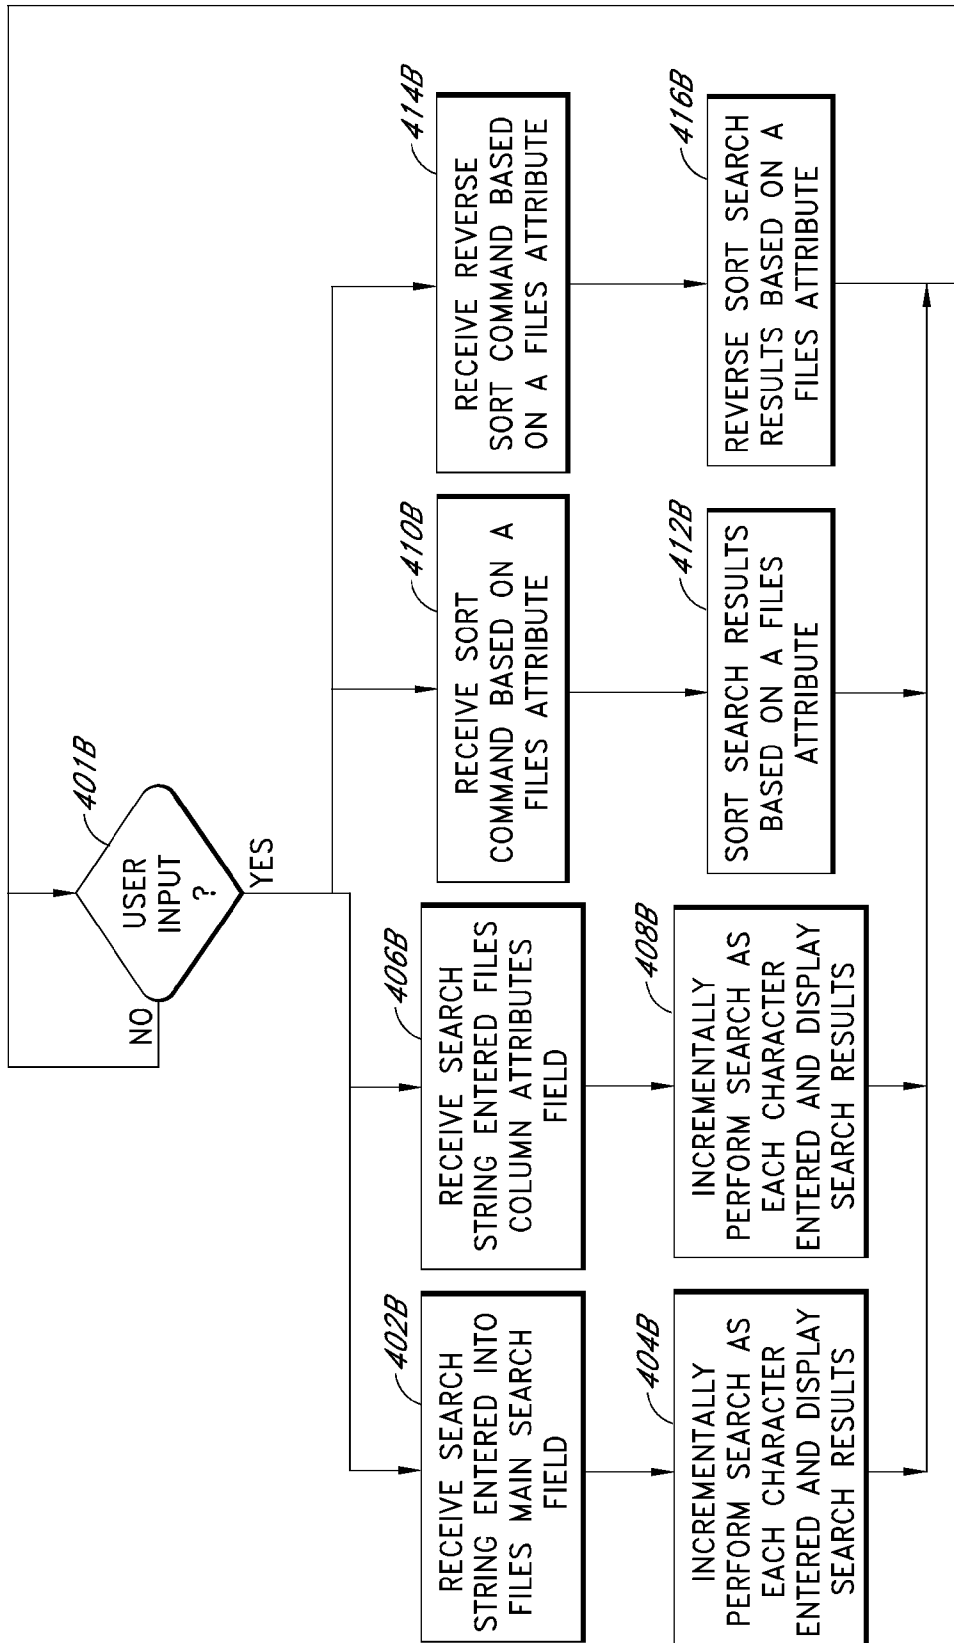 401B
USER
INPUT
?
NO
YES
402B
RECEIVE SEARCH
STRING ENTERED INTO
FILES MAIN SEARCH
FIELD
406B
RECEIVE SEARCH
STRING ENTERED FILES
COLUMN ATTRIBUTES
FIELD
410B
RECEIVE SORT
COMMAND BASED ON A
FILES ATTRIBUTE
414B
RECEIVE REVERSE
SORT COMMAND BASED
ON A FILES ATTRIBUTE
404B
INCREMENTALLY
PERFORM SEARCH AS
EACH CHARACTER
ENTERED AND DISPLAY
SEARCH RESULTS
408B
INCREMENTALLY
PERFORM SEARCH AS
EACH CHARACTER
ENTERED AND DISPLAY
SEARCH RESULTS
412B
SORT SEARCH RESULTS
BASED ON A FILES
ATTRIBUTE
416B
REVERSE SORT SEARCH
RESULTS BASED ON A
FILES ATTRIBUTE